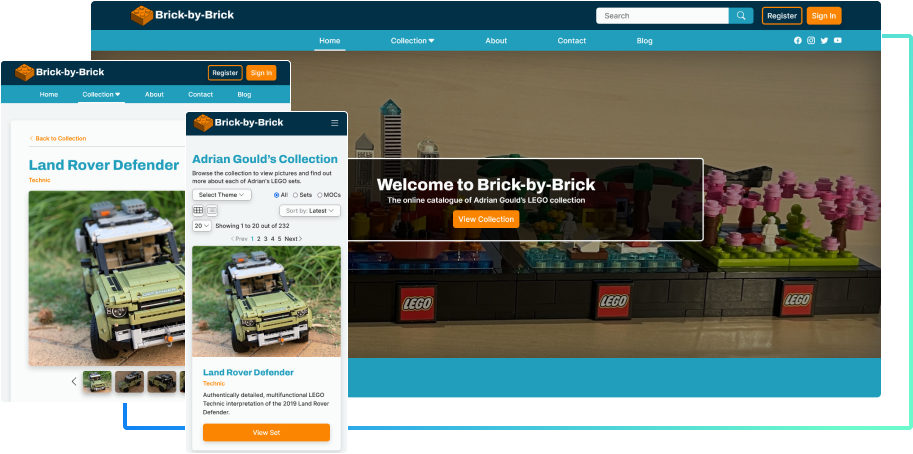 Brick-by-Brick
Search
Register
Sign In
Home
Collection
About
Contact
Blog
Welcome to Brick-by-Brick
The online catalogue of Adrian Gould's LEGO collection
View Collection
LEGO
LEGO
LEGO
Brick-by-Brick
Register
Sign In
Home
Collection
About
Contact
Blog
Back to Collection
Land Rover Defender
Technic
Brick-by-Brick
Adrian Gould's Collection
Browse the collection to view pictures and find out
more about each of Adrian's LEGO sets.
Select Theme
All
Sets
MOCs
Sort by: Latest
20
Showing 1 to 20 out of 232
Prev 1 2 3 4 5 Next
Land Rover Defender
Technic
Authentically detailed, multifunctional LEGO
Technic interpretation of the 2019 Land Rover
Defender.
View Set